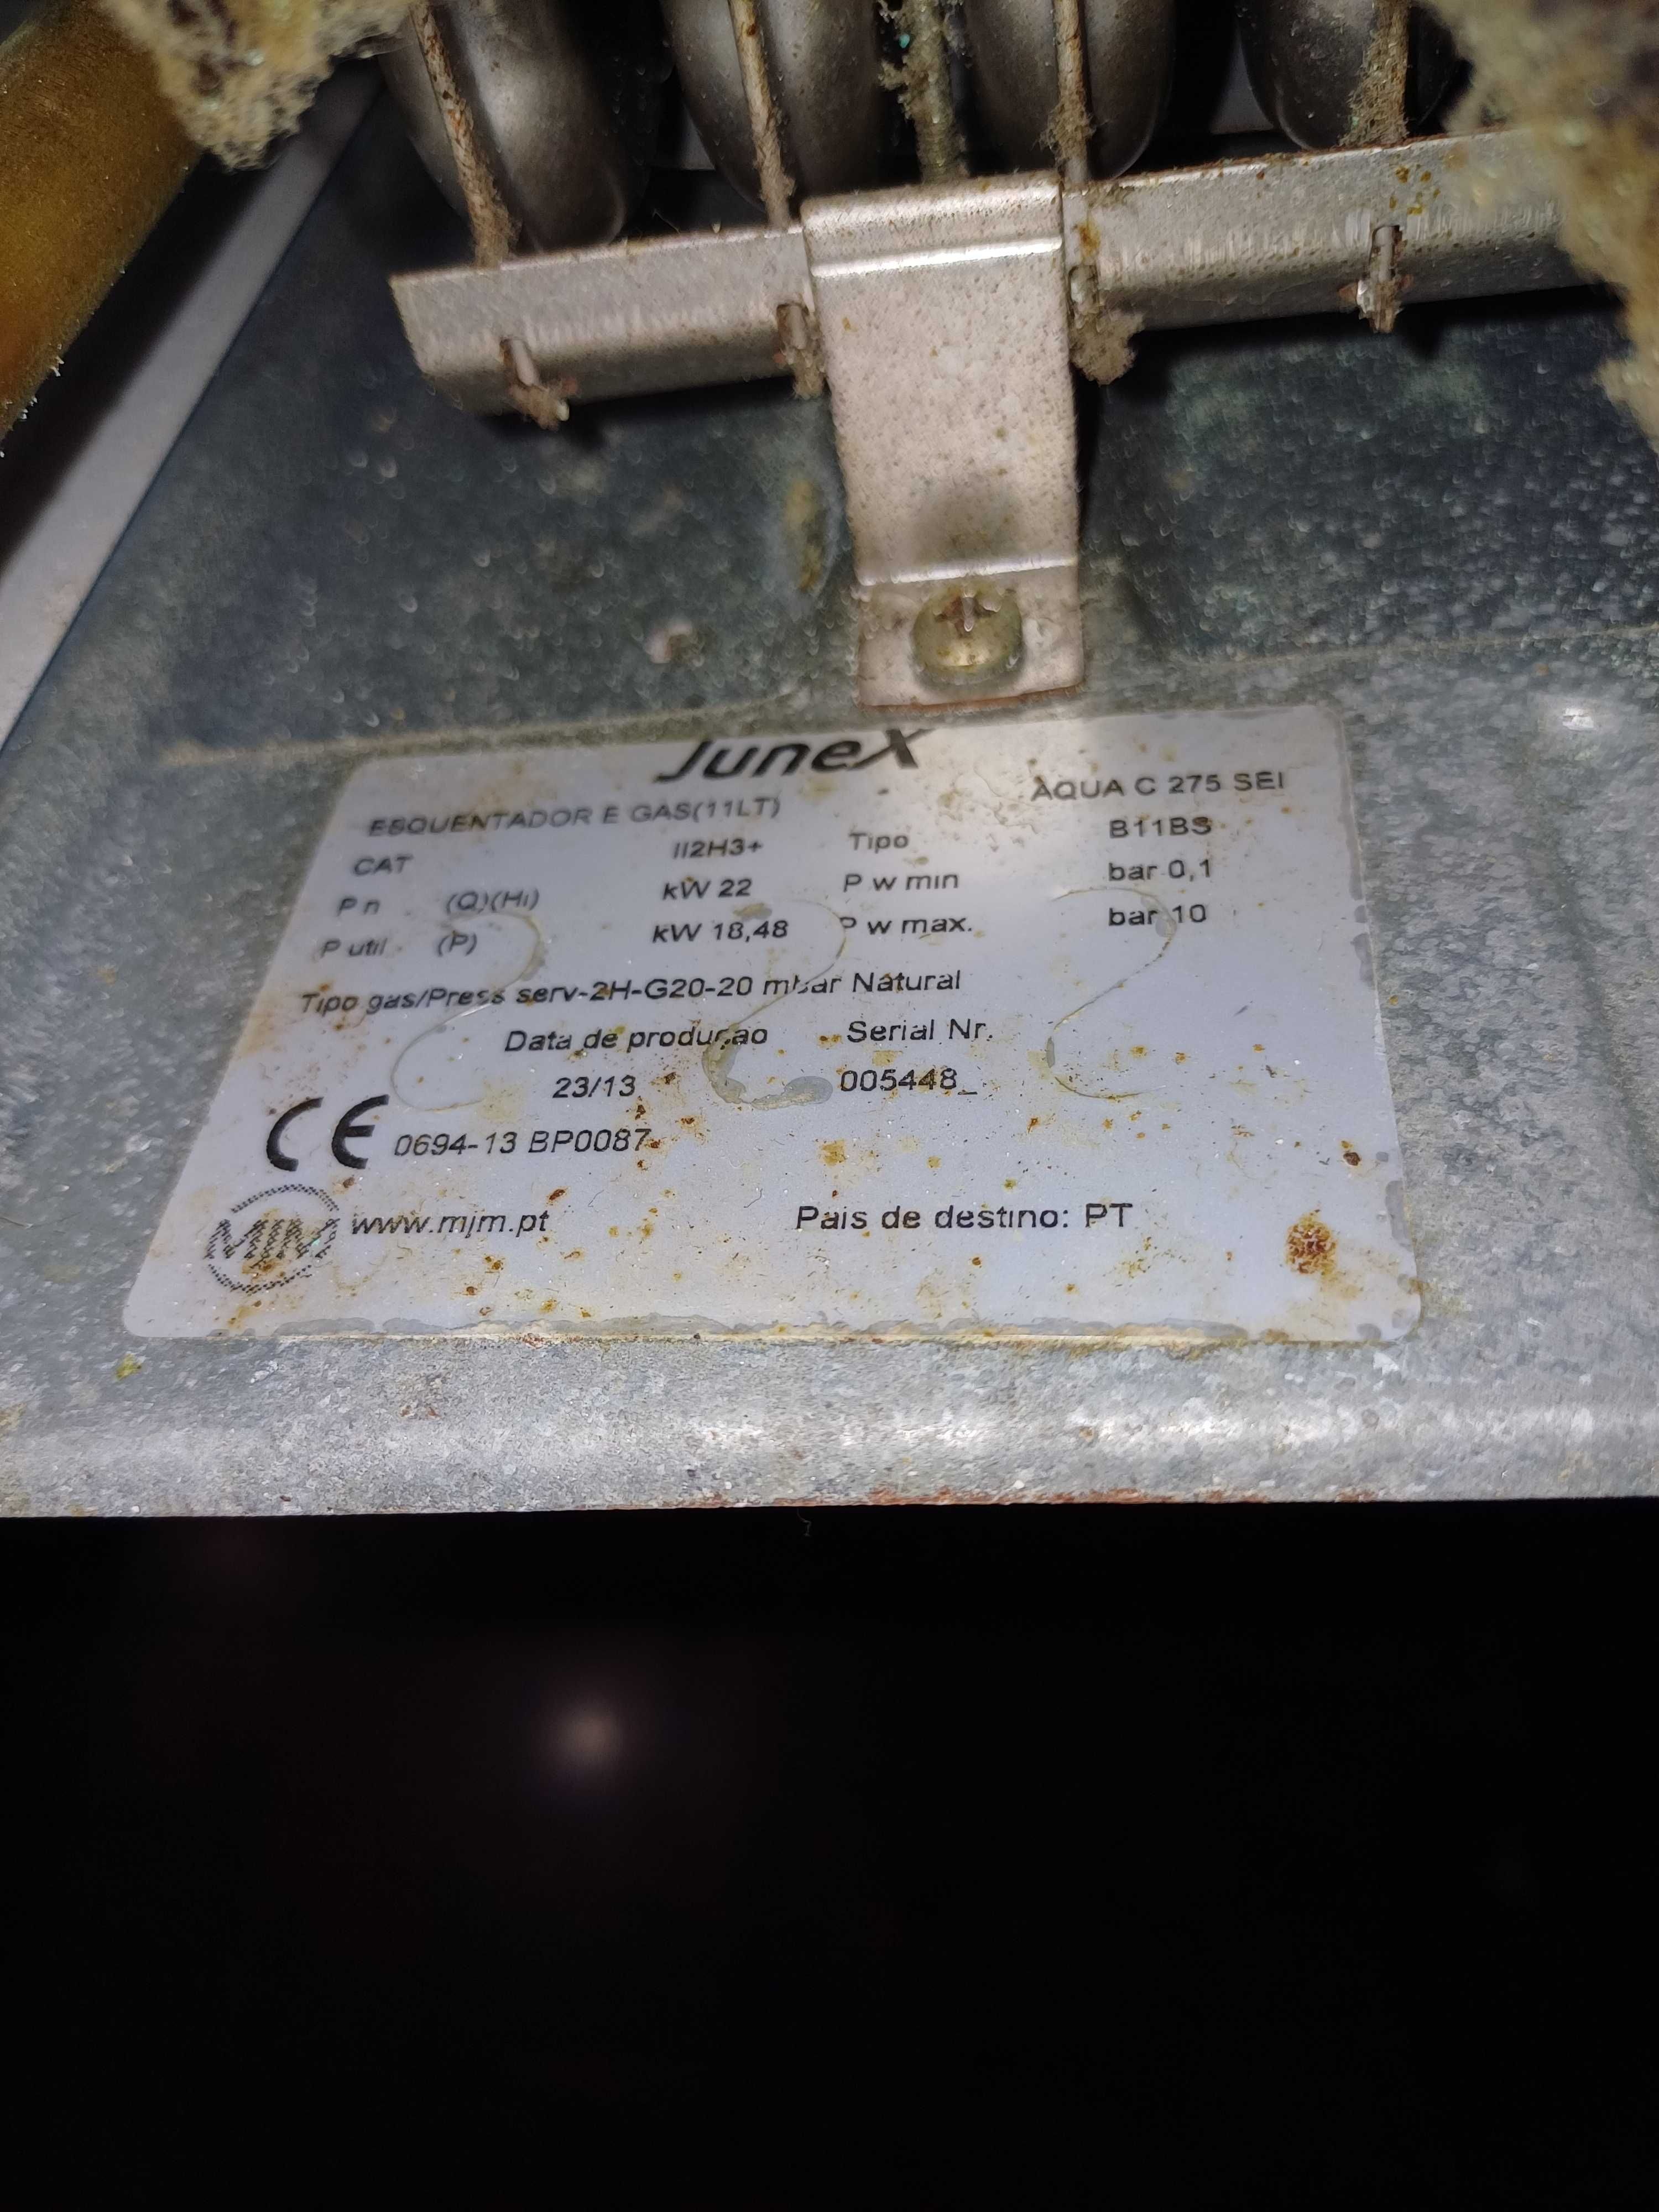 Junex
ESQUENTADOR E GAS(11LT) AQUA C 275 SEI
CAT II2H3+ Tipo B11BS
P n (Q)(Hi) kW 22 P w min bar 0,1
P util (P) kW 18,48 P w max. bar 10
Tipo gas/Press serv-2H-G20-20 mbar Natural
Data de produçao Serial Nr.
23/13 005448_
CE 0694-13 BP0087
MJM www.mjm.pt Pais de destino: PT